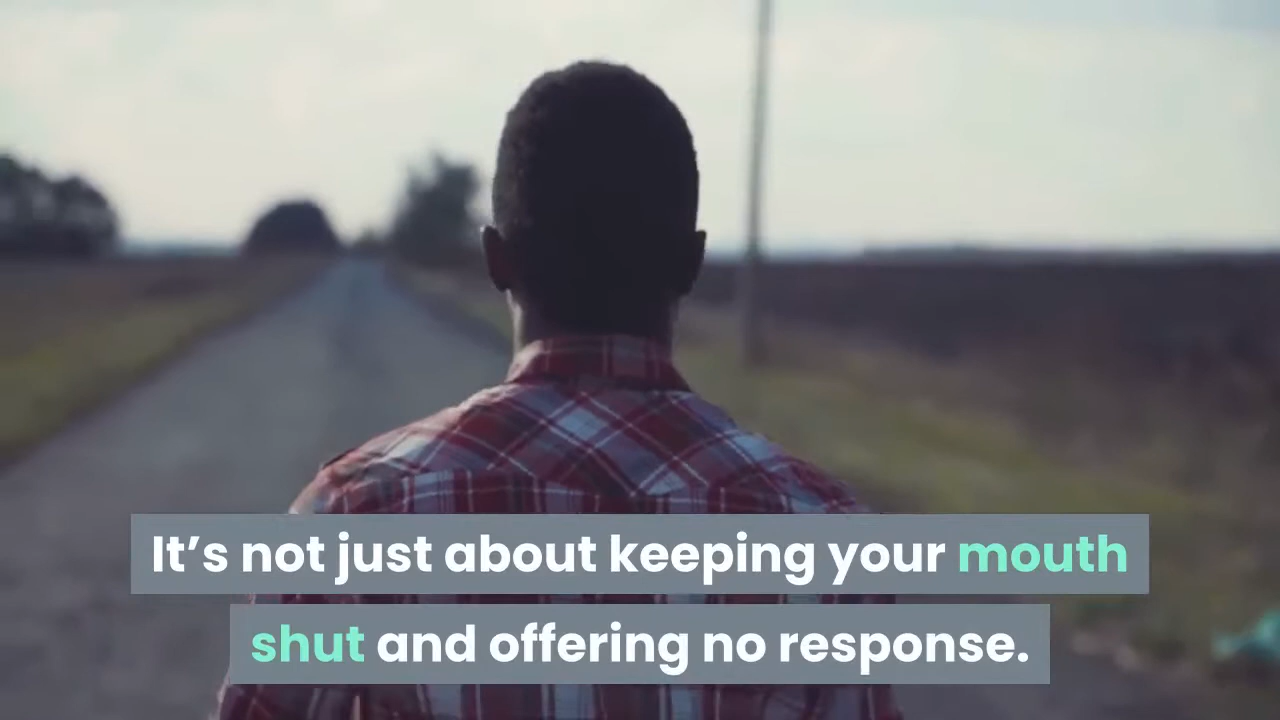 It’s not just about keeping your mouth
shut and offering no response.